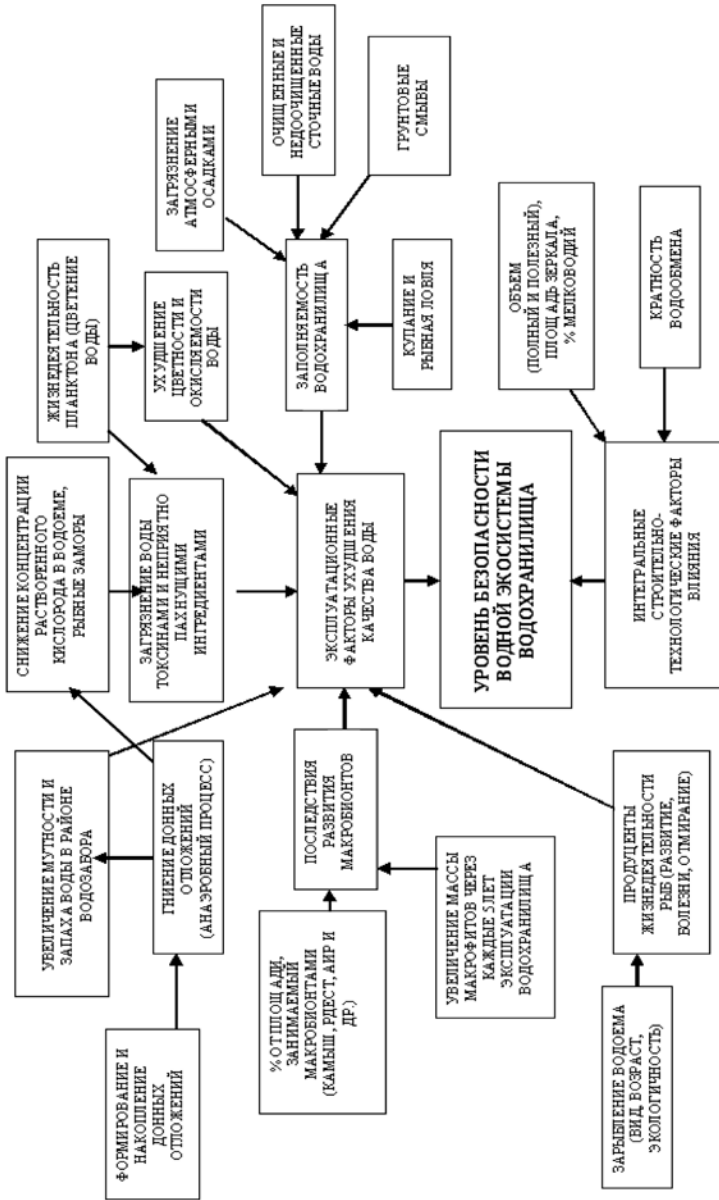 ФОРМИРОВАНИЕ И
НАКОПЛЕНИЕ
ДОННЫХ
ОТЛОЖЕНИЙ
УВЕЛИЧЕНИЕ МУТНОСТИ И
ЗАПАХА ВОДЫ В РАЙОНЕ
ВОДОЗАБОРА
ГНИЕНИЕ ДОННЫХ
ОТЛОЖЕНИЙ
(АНАЭРОБНЫЙ ПРОЦЕСС)
СНИЖЕНИЕ КОНЦЕНТРАЦИИ
РАСТВОРЕННОГО
КИСЛОРОДА В ВОДОЕМЕ,
РЫБНЫЕ ЗАМОРЫ
ЗАГРЯЗНЕНИЕ ВОДЫ
ТОКСИНАМИ И НЕПРИЯТНО
ПАХНУЩИМИ
ИНГРЕДИЕНТАМИ
ЖИЗНЕДЕЯТЕЛЬНОСТЬ
ПЛАНКТОНА (ЦВЕТЕНИЕ
ВОДЫ)
УХУДШЕНИЕ
ЦВЕТНОСТИ И
ОКИСЛЯЕМОСТИ
ВОДЫ
ЗАГРЯЗНЕНИЕ
АТМОСФЕРНЫМИ
ОСАДКАМИ
ОЧИЩЕННЫЕ И
НЕДООЧИЩЕННЫЕ
СТОЧНЫЕ ВОДЫ
ЗАПОЛНЯЕМОСТЬ
ВОДОХРАНИЛИЩА
ГРУНТОВЫЕ
СМЫВЫ
КУПАНИЕ И
РЫБНАЯ ЛОВЛЯ
% ОТ ПЛОЩАДИ,
ЗАНИМАЕМЫЙ
МАКРОБИОНТАМИ
(КАМЫШ, РДЕСТ, АИР И
ДР.)
ПОСЛЕДСТВИЯ
РАЗВИТИЯ
МАКРОБИОНТОВ
ЭКСПЛУАТАЦИОННЫЕ
ФАКТОРЫ УХУДШЕНИЯ
КАЧЕСТВА ВОДЫ
УВЕЛИЧЕНИЕ МАССЫ
МАКРОФИТОВ ЧЕРЕЗ
КАЖДЫЕ 5 ЛЕТ
ЭКСПЛУАТАЦИИ
ВОДОХРАНИЛИЩА
УРОВЕНЬ БЕЗОПАСНОСТИ
ВОДНОЙ ЭКОСИСТЕМЫ
ВОДОХРАНИЛИЩА
ОБЪЕМ
(ПОЛНЫЙ И ПОЛЕЗНЫЙ),
ПЛОЩАДЬ ЗЕРКАЛА,
% МЕЛКОВОДИЙ
ЗАРЫБЛЕНИЕ ВОДОЕМА
(ВИД, ВОЗРАСТ,
ЭКОЛОГИЧНОСТЬ)
ПРОДУЦЕНТЫ
ЖИЗНЕДЕЯТЕЛЬНОСТИ
РЫБ (РАЗВИТИЕ,
БОЛЕЗНИ, ОТМИРАНИЕ)
ИНТЕГРАЛЬНЫЕ
СТРОИТЕЛЬНО-
ТЕХНОЛОГИЧЕСКИЕ ФАКТОРЫ
ВЛИЯНИЯ
КРАТНОСТЬ
ВОДООБМЕНА